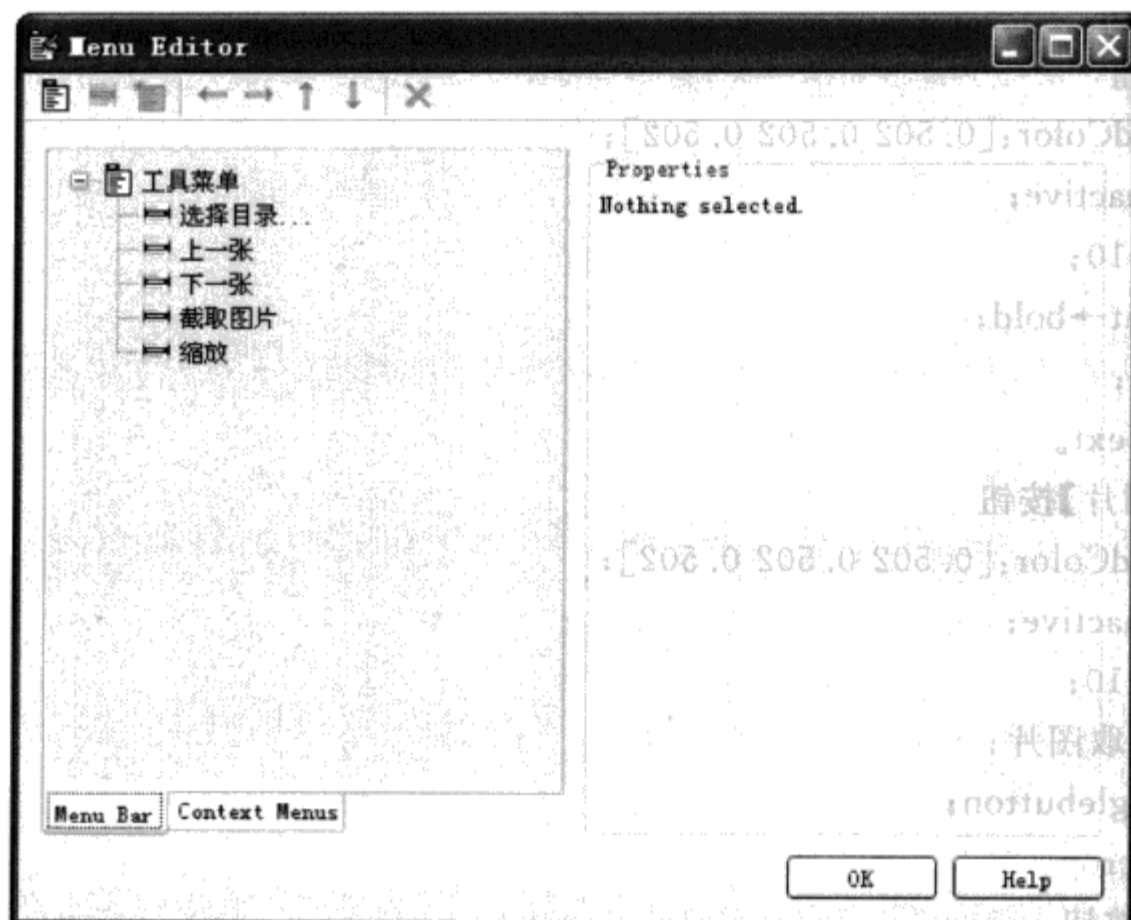 Menu Editor
工具菜单
选择目录...
上一张
下一张
截取图片
缩放
Properties
Nothing selected.
Menu Bar
Context Menus
OK
Help